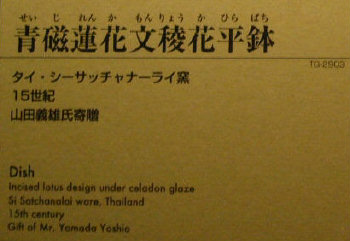 せい じ れん か もんりょう か ひら ばち
青磁蓮花文稜花平鉢
TG-2903
タイ・シーサッチャナーライ窯
15世紀
山田義雄氏寄贈
Dish
Incised lotus design under celadon glaze
Si Satchanalai ware, Thailand
15th century
Gift of Mr. Yamada Yoshio